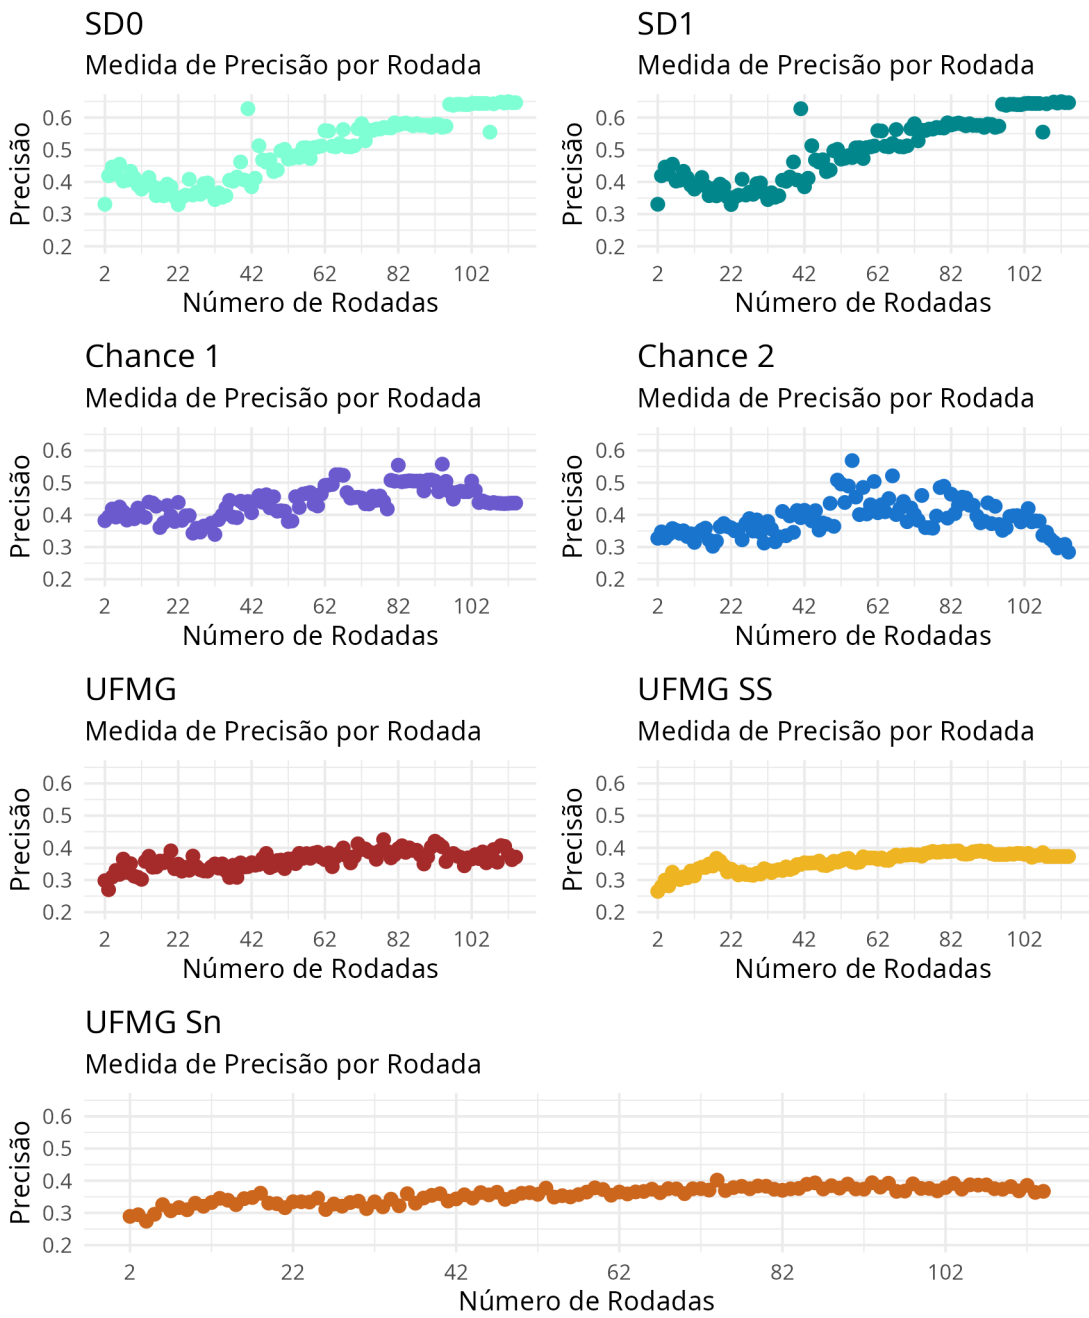 SD0
Medida de Precisão por Rodada
Precisão
0.6
0.5
0.4
0.3
0.2
2 22 42 62 82 102
Número de Rodadas
SD1
Medida de Precisão por Rodada
Precisão
0.6
0.5
0.4
0.3
0.2
2 22 42 62 82 102
Número de Rodadas
Chance 1
Medida de Precisão por Rodada
Precisão
0.6
0.5
0.4
0.3
0.2
2 22 42 62 82 102
Número de Rodadas
Chance 2
Medida de Precisão por Rodada
Precisão
0.6
0.5
0.4
0.3
0.2
2 22 42 62 82 102
Número de Rodadas
UFMG
Medida de Precisão por Rodada
Precisão
0.6
0.5
0.4
0.3
0.2
2 22 42 62 82 102
Número de Rodadas
UFMG SS
Medida de Precisão por Rodada
Precisão
0.6
0.5
0.4
0.3
0.2
2 22 42 62 82 102
Número de Rodadas
UFMG Sn
Medida de Precisão por Rodada
Precisão
0.6
0.5
0.4
0.3
0.2
2 22 42 62 82 102
Número de Rodadas